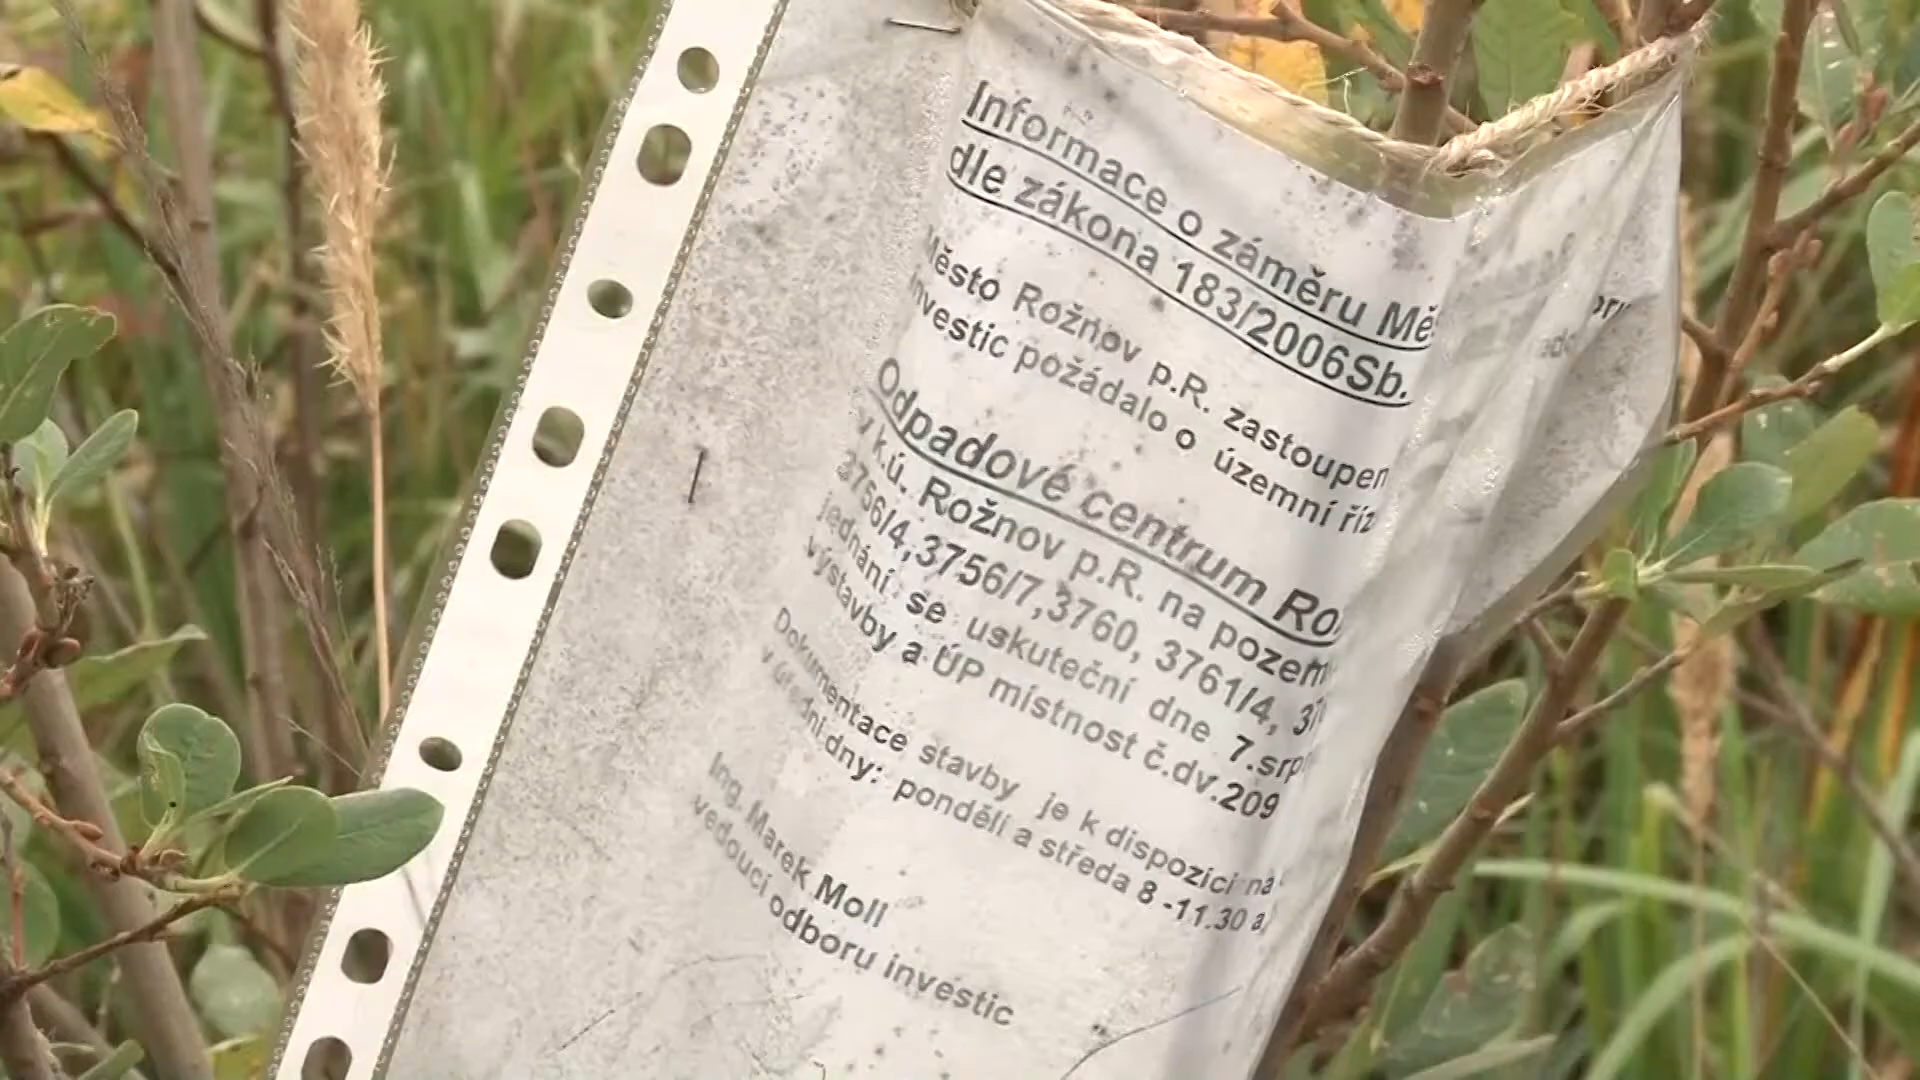 Informace o záměru Mě
dle zákona 183/2006Sb.
Město Rožnov p.R. zastoupen
investic požádalo o územní říz
Odpadové centrum Ro
v k.ú. Rožnov p.R. na pozem
3756/4,3756/7,3760, 3761/4, 37
jednání se uskuteční dne 7.srp
výstavby a ÚP místnost č.dv.209
Dokumentace stavby je k dispozici na
v úřední dny: pondělí a středa 8 -11.30 a
Ing. Marek Moll
vedoucí odboru investic